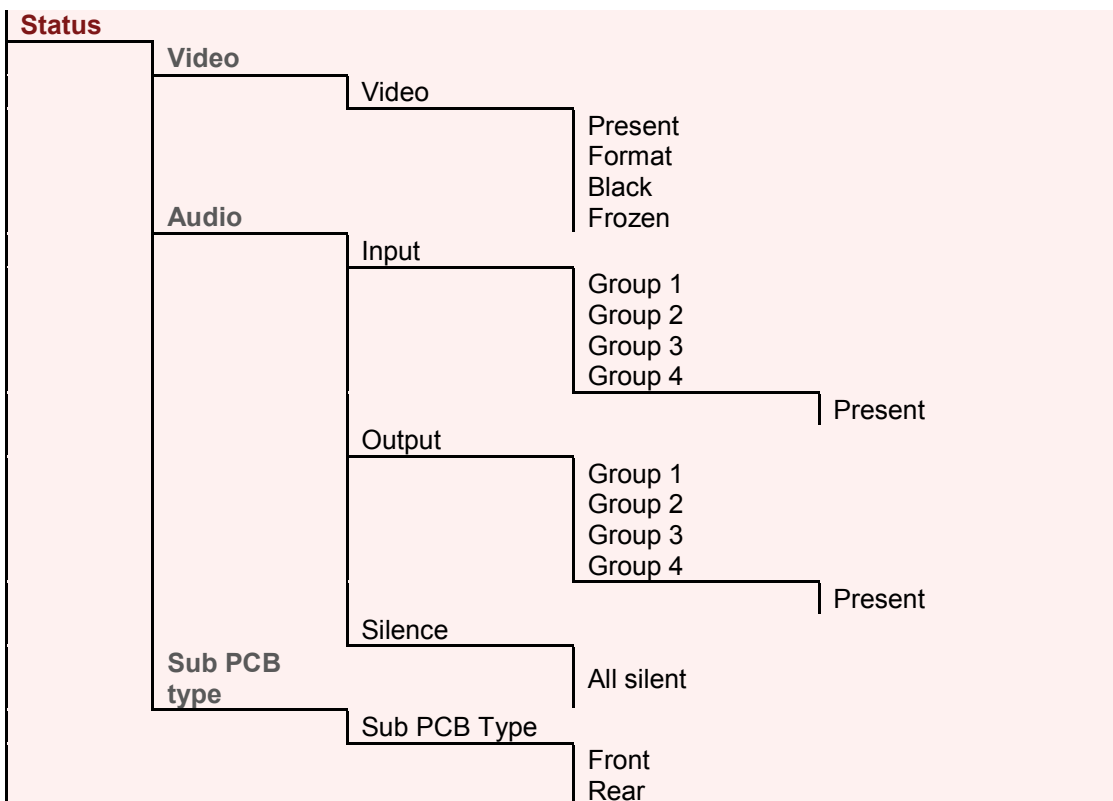 Status
Video
Video
Present
Format
Black
Frozen
Audio
Input
Group 1
Group 2
Group 3
Group 4
Present
Output
Group 1
Group 2
Group 3
Group 4
Present
Silence
All silent
Sub PCB
type
Sub PCB Type
Front
Rear